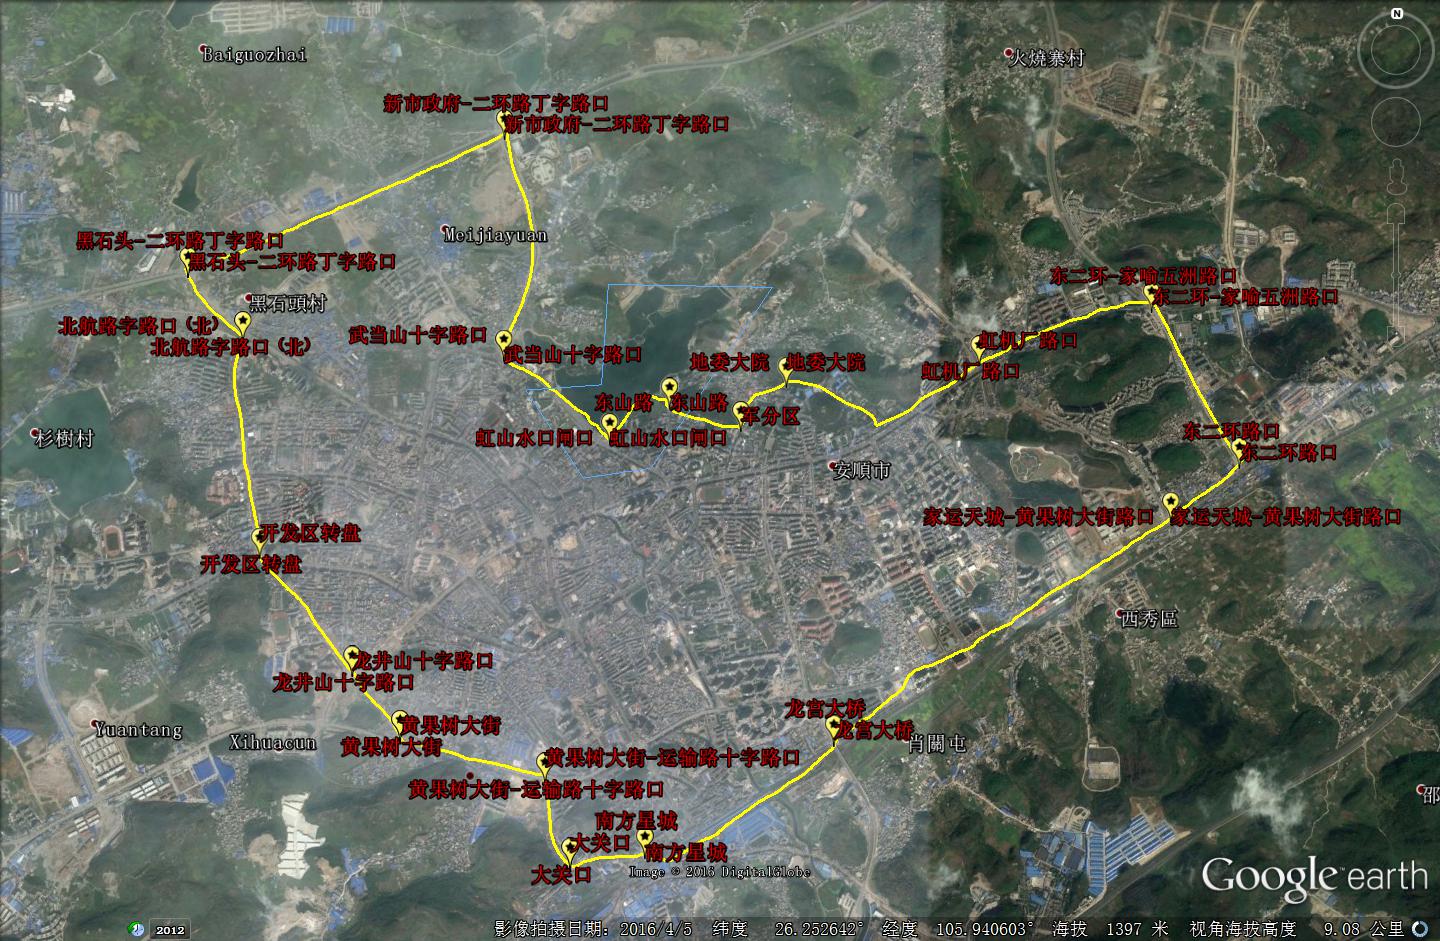 N
Baiguozhai
火燒寨村
新市政府-二环路丁字路口
新市政府-二环路丁字路口
Meijiayuan
黑石头-二环路丁字路口
黑石头-二环路丁字路口
东二环-家喻五洲路口
东二环-家喻五洲路口
黑石頭村
北航路字路口(北)
北航路字路口(北)
武当山十字路口
武当山十字路口
虹机厂路口
虹机厂路口
地委大院
地委大院
东山路
东山路
军分区
虹山水口闸口
虹山水口闸口
杉樹村
东二环路口
东二环路口
安順市
家运天城-黄果树大街路口
家运天城-黄果树大街路口
开发区转盘
开发区转盘
西秀區
龙井山十字路口
龙井山十字路口
龙宫大桥
龙宫大桥
Yuantang
Xihuacun
黄果树大街
黄果树大街
肖關屯
黄果树大街-运输路十字路口
黄果树大街-运输路十字路口
邵
南方星城
南方星城
大关口
大关口
Image © 2016 DigitalGlobe
Google earth
2012
影像拍摄日期: 2016/4/5 纬度 26.252642° 经度 105.940603° 海拔 1397 米 视角海拔高度 9.08 公里